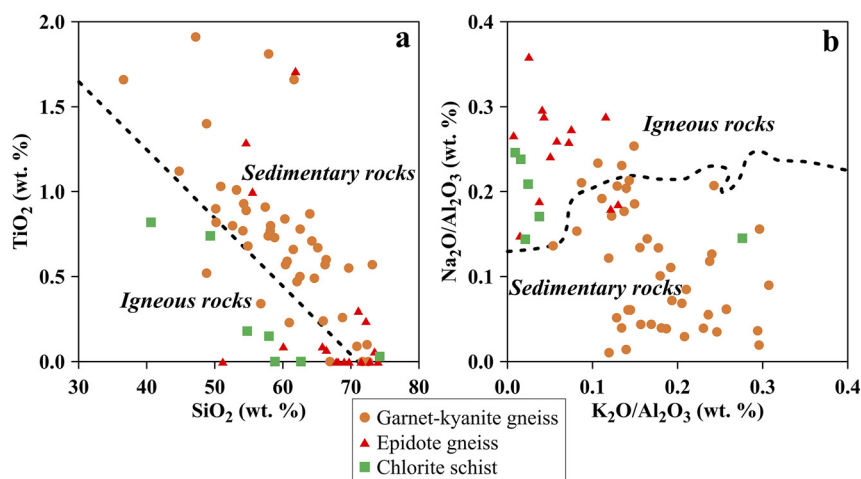 a
2.0
1.5
1.0
0.5
0.0
TiO2 (wt. %)
Sedimentary rocks
Igneous rocks
30 40 50 60 70 80
SiO2 (wt. %)
b
0.4
0.3
0.2
0.1
0.0
Na2O/Al2O3 (wt. %)
Igneous rocks
Sedimentary rocks
0.0 0.1 0.2 0.3 0.4
K2O/Al2O3 (wt. %)
Garnet-kyanite gneiss
Epidote gneiss
Chlorite schist